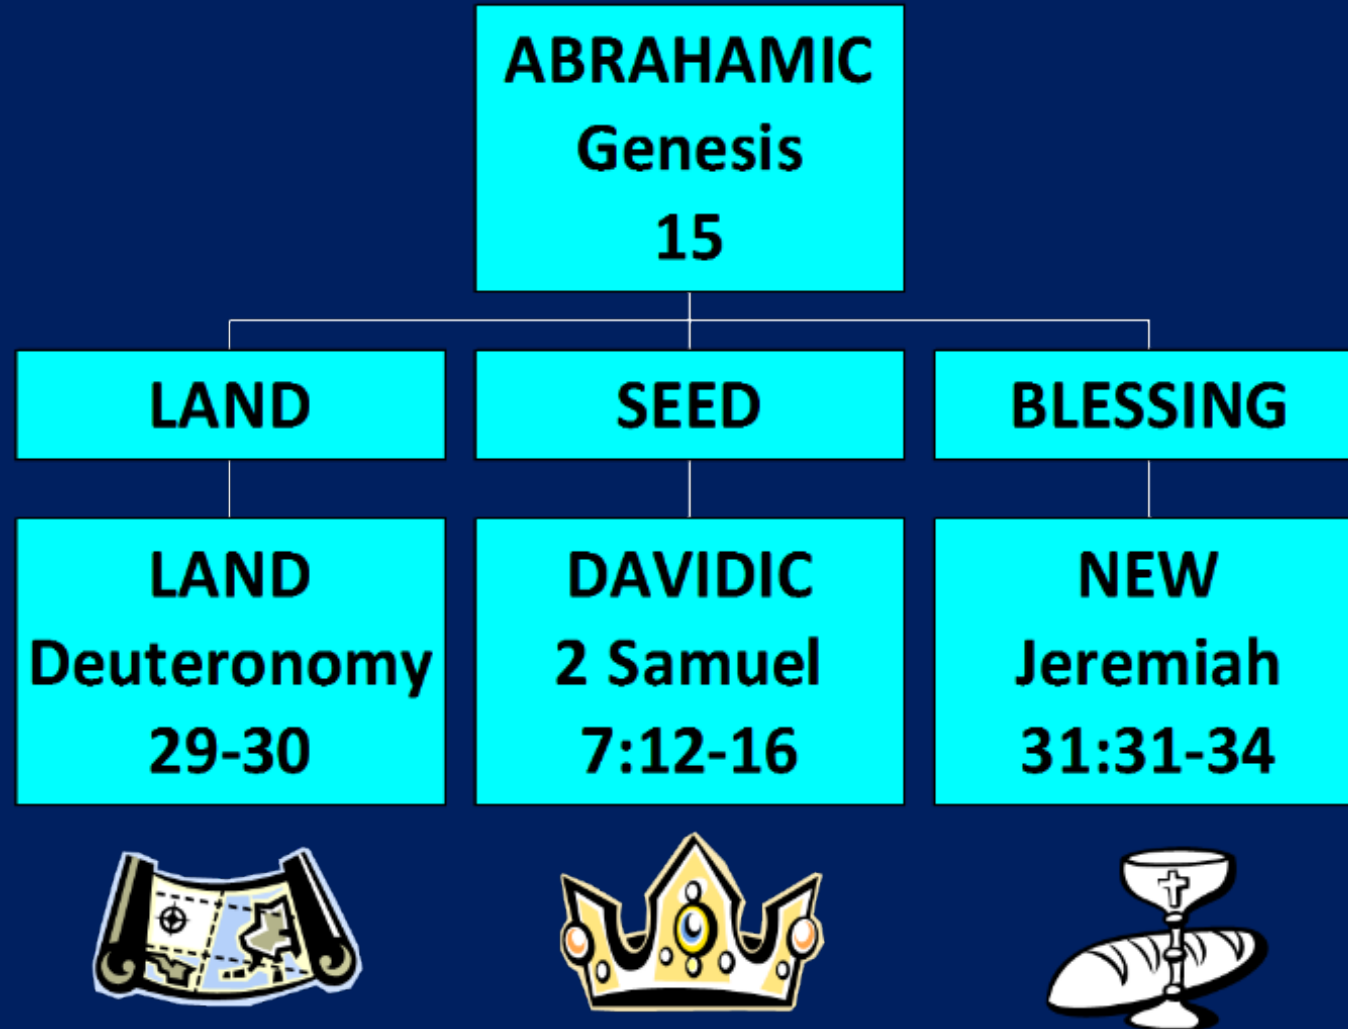 ABRAHAMIC
Genesis
15
LAND
SEED
BLESSING
LAND
Deuteronomy
29-30
DAVIDIC
2 Samuel
7:12-16
NEW
Jeremiah
31:31-34